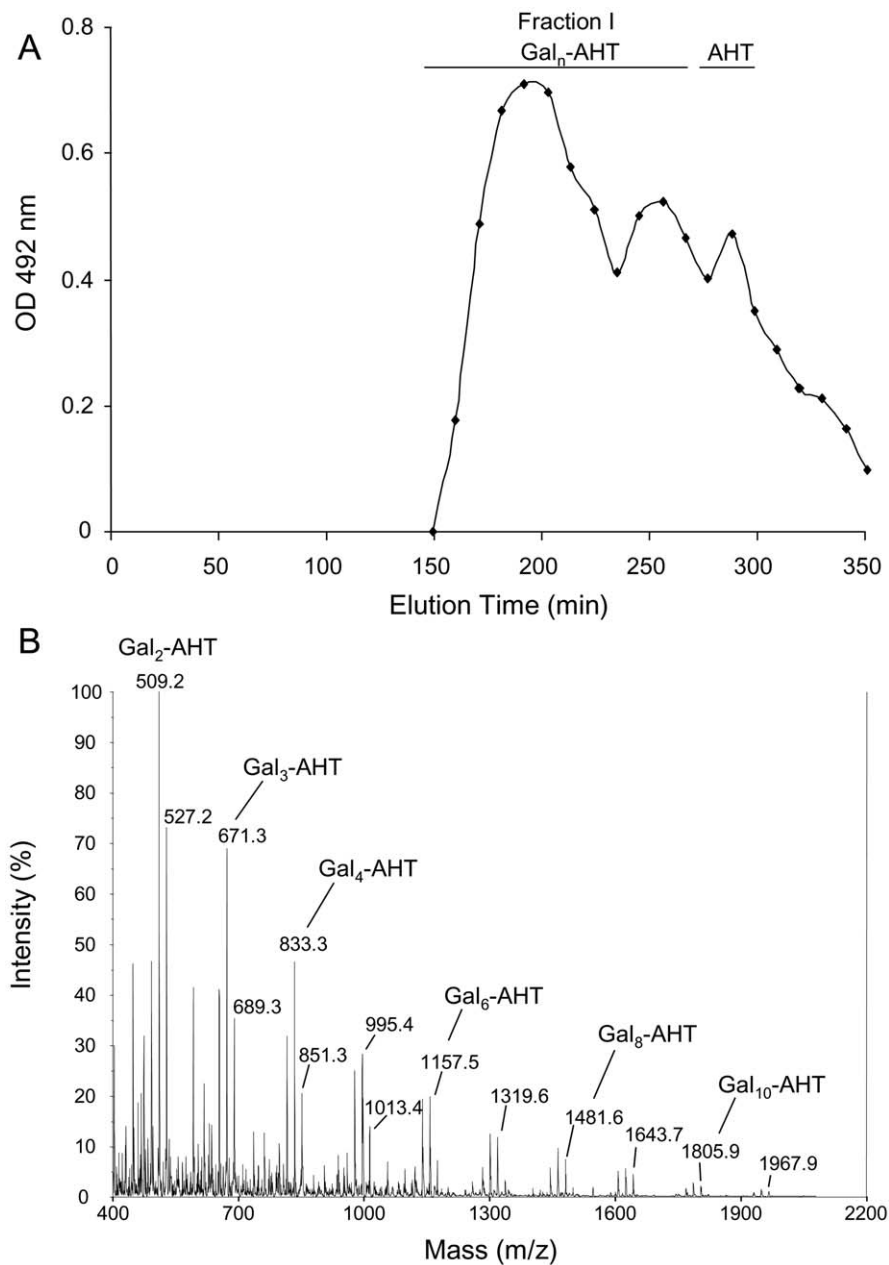 A
Fraction I
Galn-AHT AHT
0.8
0.6
0.4
0.2
0
OD 492 nm
0 50 100 150 200 250 300 350
Elution Time (min)
B
Gal2-AHT
509.2
527.2
Gal3-AHT
671.3
689.3
Gal4-AHT
833.3
851.3
995.4
1013.4
Gal6-AHT
1157.5
1319.6
Gal8-AHT
1481.6
1643.7
Gal10-AHT
1805.9
1967.9
100
90
80
70
60
50
40
30
20
10
0
Intensity (%)
400 700 1000 1300 1600 1900 2200
Mass (m/z)